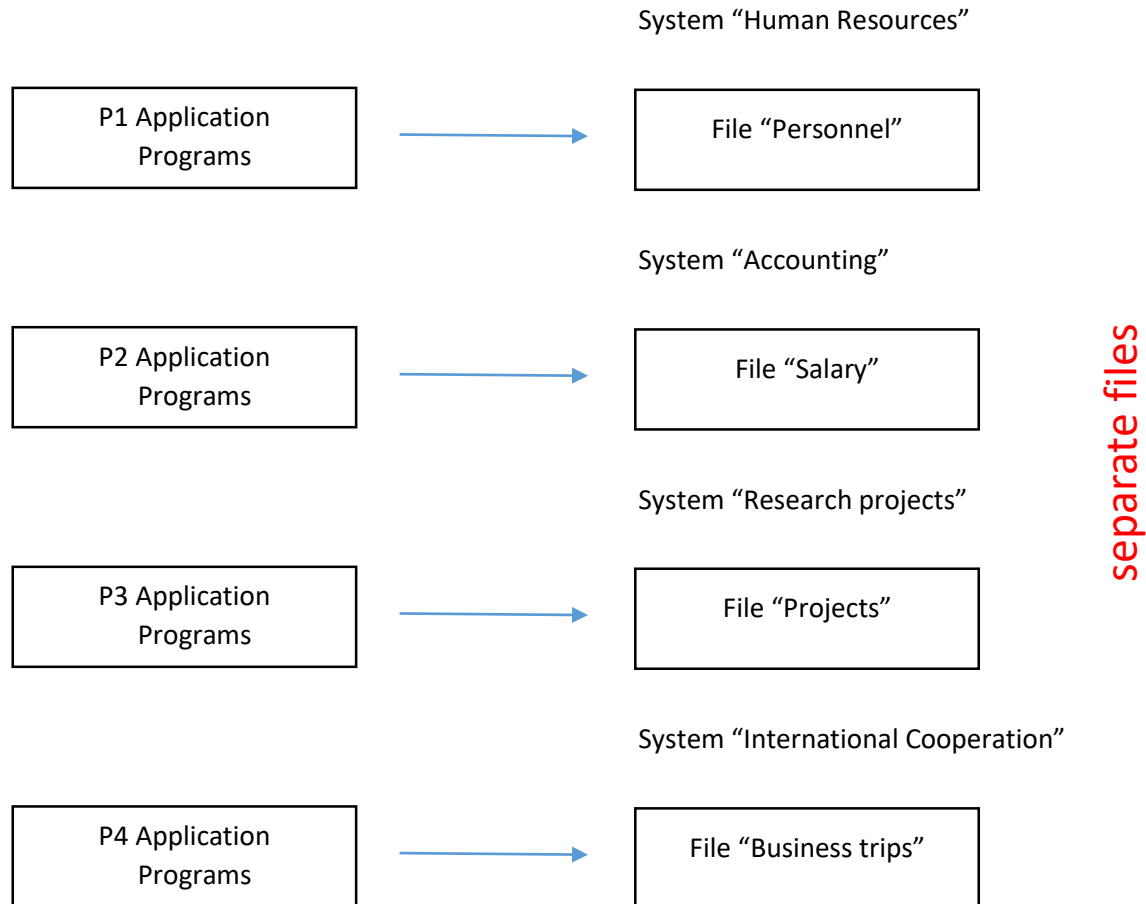 System “Human Resources”
P1 Application
Programs
File “Personnel”
System “Accounting”
P2 Application
Programs
File “Salary”
System “Research projects”
P3 Application
Programs
File “Projects”
System “International Cooperation”
P4 Application
Programs
File “Business trips”
separate files